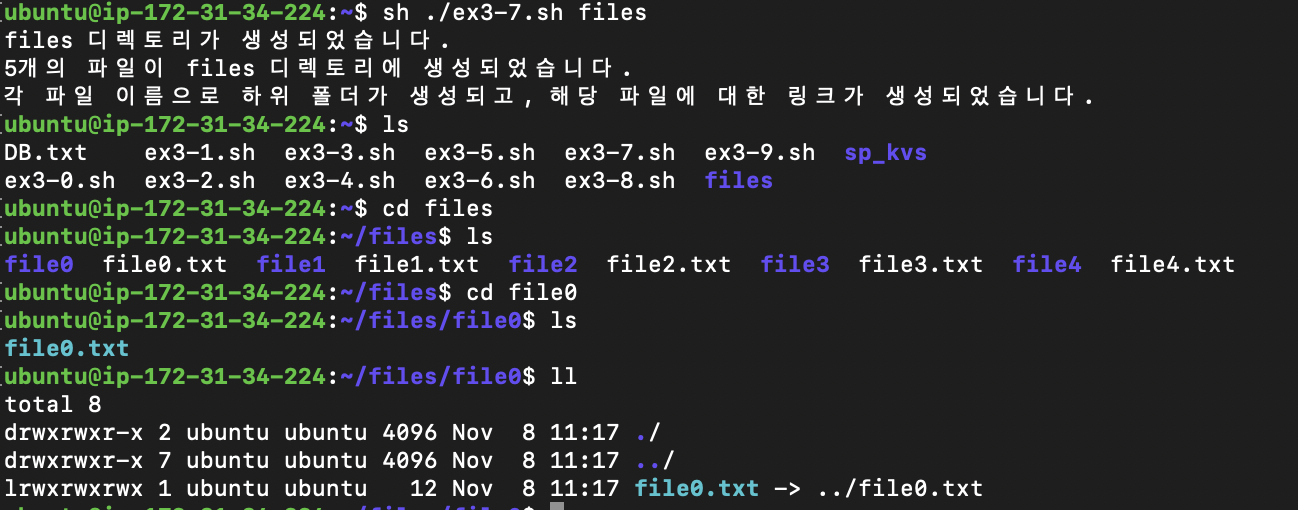 ubuntu@ip-172-31-34-224:~$ sh ./ex3-7.sh files
files 디렉토리가 생성되었습니다.
5개의 파일이 files 디렉토리에 생성되었습니다.
각 파일 이름으로 하위 폴더가 생성되고, 해당 파일에 대한 링크가 생성되었습니다.
ubuntu@ip-172-31-34-224:~$ ls
DB.txt ex3-1.sh ex3-3.sh ex3-5.sh ex3-7.sh ex3-9.sh sp_kvs
ex3-0.sh ex3-2.sh ex3-4.sh ex3-6.sh ex3-8.sh files
ubuntu@ip-172-31-34-224:~$ cd files
ubuntu@ip-172-31-34-224:~/files$ ls
file0 file0.txt file1 file1.txt file2 file2.txt file3 file3.txt file4 file4.txt
ubuntu@ip-172-31-34-224:~/files$ cd file0
ubuntu@ip-172-31-34-224:~/files/file0$ ls
file0.txt
ubuntu@ip-172-31-34-224:~/files/file0$ ll
total 8
drwxrwxr-x 2 ubuntu ubuntu 4096 Nov 8 11:17 ./
drwxrwxr-x 7 ubuntu ubuntu 4096 Nov 8 11:17 ../
lrwxrwxrwx 1 ubuntu ubuntu 12 Nov 8 11:17 file0.txt -> ../file0.txt
ubuntu@ip-172-31-34-224:~/files/file0$